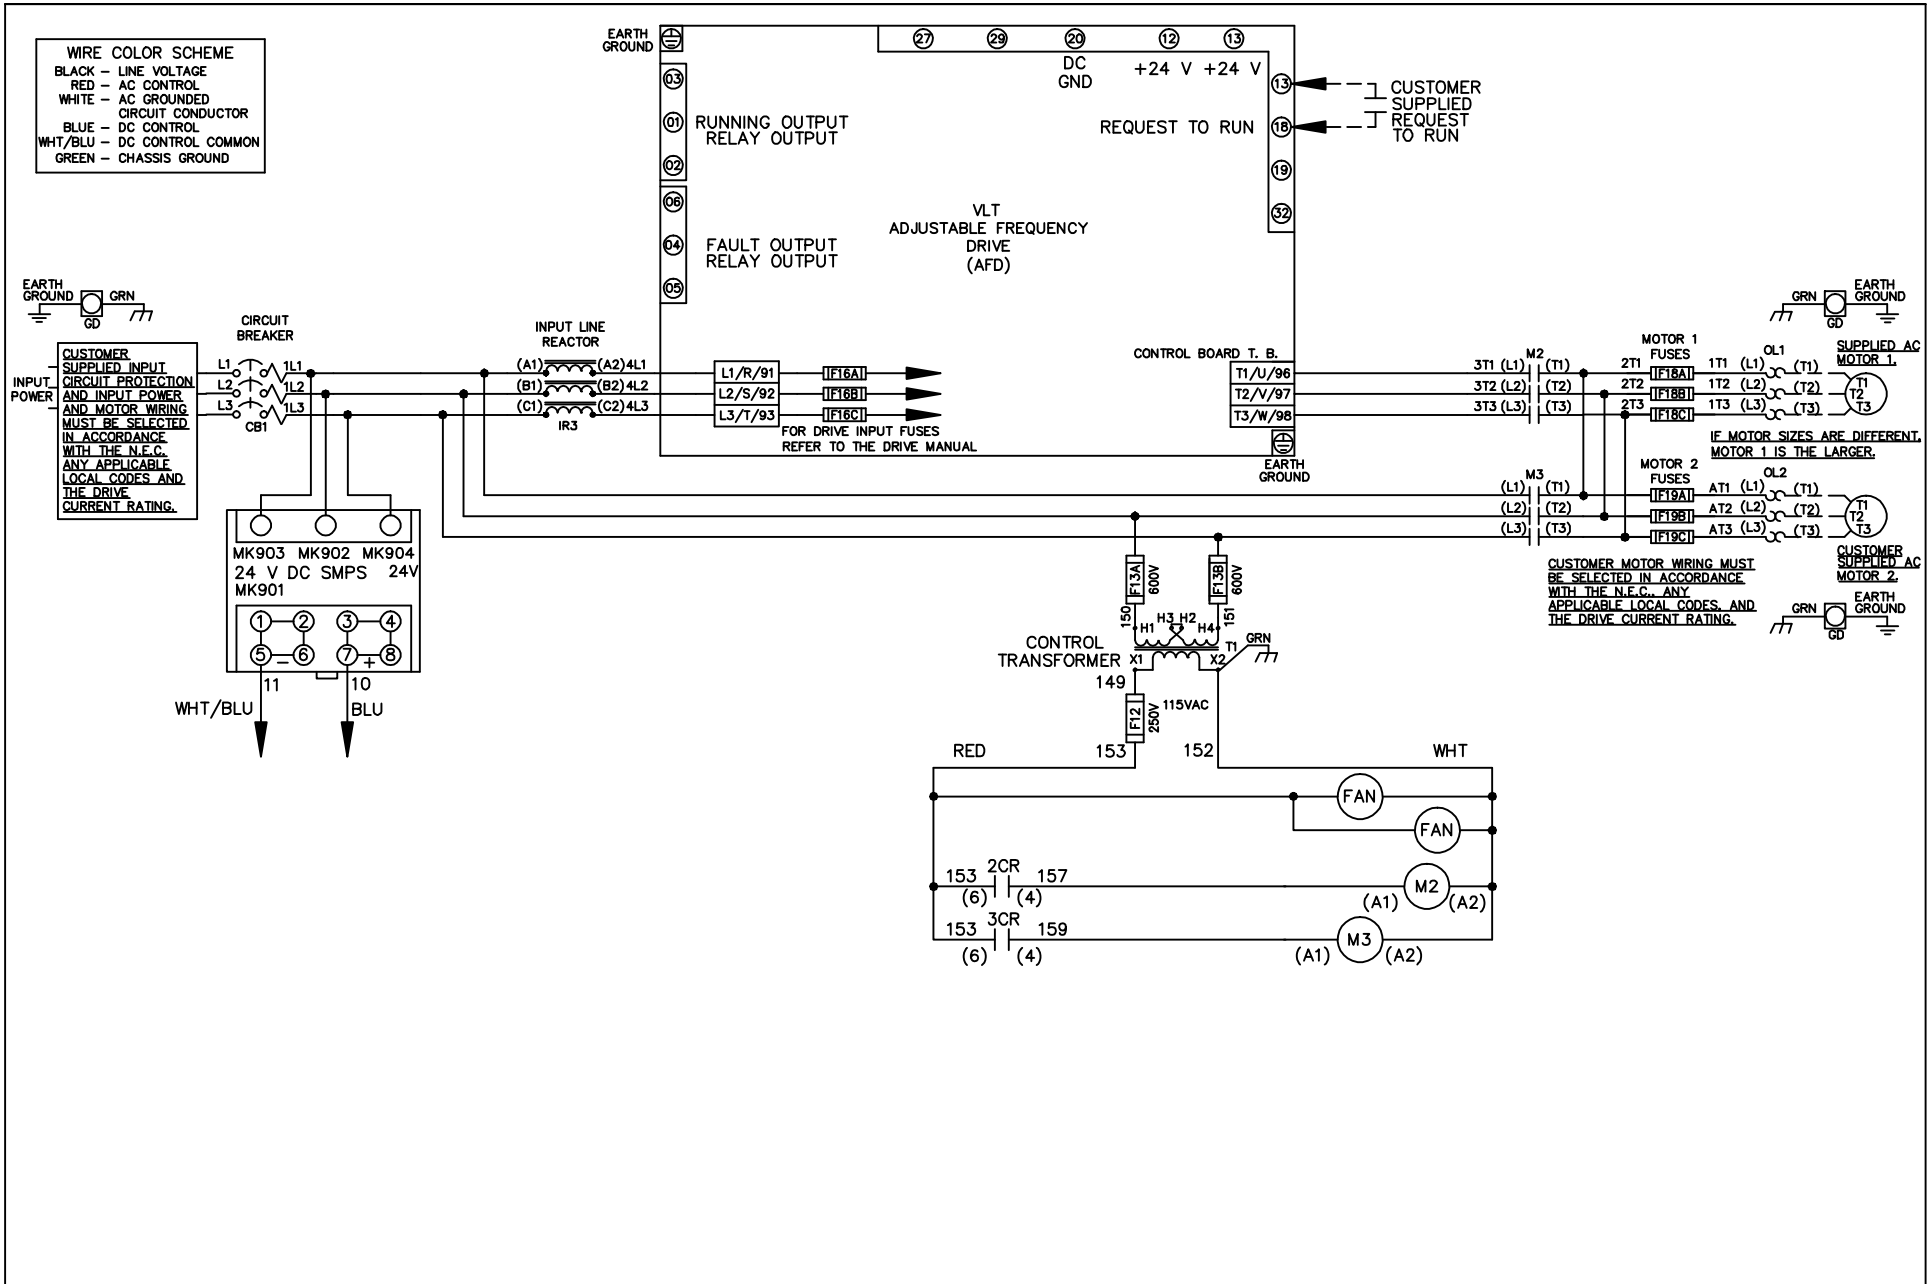 WIRE COLOR SCHEME
BLACK – LINE VOLTAGE
RED – AC CONTROL
WHITE – AC GROUNDED
CIRCUIT CONDUCTOR
BLUE – DC CONTROL
WHT/BLU – DC CONTROL COMMON
GREEN – CHASSIS GROUND
EARTH
GROUND
03
01
02
RUNNING OUTPUT
RELAY OUTPUT
06
04
05
FAULT OUTPUT
RELAY OUTPUT
27 29 20 12 13
DC
GND
+24 V +24 V
13
REQUEST TO RUN 18
19
32
CUSTOMER
SUPPLIED
REQUEST
TO RUN
VLT
ADJUSTABLE FREQUENCY
DRIVE
(AFD)
EARTH
GROUND
GRN
GD
INPUT
POWER
CUSTOMER
SUPPLIED INPUT
CIRCUIT PROTECTION
AND INPUT POWER
AND MOTOR WIRING
MUST BE SELECTED
IN ACCORDANCE
WITH THE N.E.C.
ANY APPLICABLE
LOCAL CODES AND
THE DRIVE
CURRENT RATING.
CIRCUIT
BREAKER
L1 1L1
L2 1L2
L3 1L3
CB1
INPUT LINE
REACTOR
(A1) (A2) 4L1
(B1) (B2) 4L2
(C1) (C2) 4L3
IR3
L1/R/91 F16A
L2/S/92 F16B
L3/T/93 F16C
FOR DRIVE INPUT FUSES
REFER TO THE DRIVE MANUAL
CONTROL BOARD T. B.
T1/U/96
T2/V/97
T3/W/98
EARTH
GROUND
M2
3T1 (L1) (T1)
3T2 (L2) (T2)
3T3 (L3) (T3)
MOTOR 1
FUSES
2T1 F18A 1T1 (L1) (T1)
2T2 F18B 1T2 (L2) (T2)
2T3 F18C 1T3 (L3) (T3)
OL1
GRN
GD
EARTH
GROUND
SUPPLIED AC
MOTOR 1.
T1
T2
T3
IF MOTOR SIZES ARE DIFFERENT,
MOTOR 1 IS THE LARGER.
M3
(L1) (T1)
(L2) (T2)
(L3) (T3)
MOTOR 2
FUSES
F19A AT1 (L1) (T1)
F19B AT2 (L2) (T2)
F19C AT3 (L3) (T3)
OL2
T1
T2
T3
CUSTOMER
SUPPLIED AC
MOTOR 2.
CUSTOMER MOTOR WIRING MUST
BE SELECTED IN ACCORDANCE
WITH THE N.E.C., ANY
APPLICABLE LOCAL CODES, AND
THE DRIVE CURRENT RATING.
GRN
GD
EARTH
GROUND
MK903 MK902 MK904
24 V DC SMPS 24V
MK901
1 2 3 4
5 – 6 7 + 8
11 10
WHT/BLU BLU
F13A
600V
F13B
600V
150 151
H1 H3 H2 H4
CONTROL
TRANSFORMER
X1 X2 T1 GRN
149
F12
250V
115VAC
RED 153 152 WHT
FAN
FAN
153 2CR 157
(6) (4)
M2
(A1) (A2)
153 3CR 159
(6) (4)
M3
(A1) (A2)